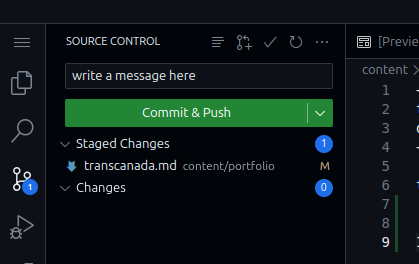 SOURCE CONTROL
[Preview
write a message here
content
Commit & Push
Staged Changes 1
transcanada.md content/portfolio M
Changes 0
1
1
2
3
4
5
6
7
8
9